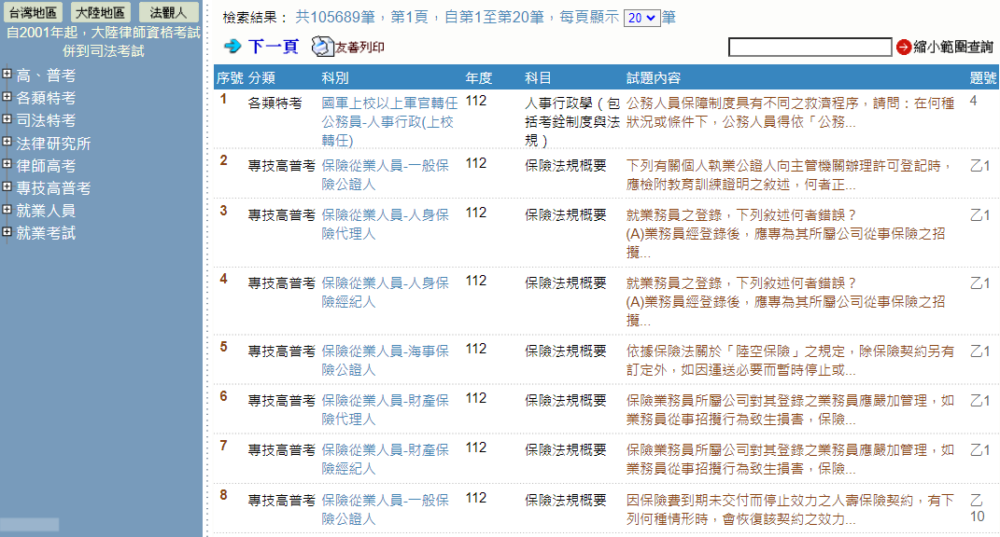 台灣地區 大陸地區 法觀人
自2001年起，大陸律師資格考試
併到司法考試
高、普考
各類特考
司法特考
法律研究所
律師高考
專技高普考
就業人員
就業考試
檢索結果： 共105689筆，第1頁，自第1至第20筆，每頁顯示 20 筆
下一頁 友善列印 縮小範圍查詢
序號 分類 科別 年度 科目 試題內容 題號
1 各類特考 國軍上校以上軍官轉任 112 人事行政學（包 公務人員保障制度具有不同之救濟程序，請問：在何種 4
公務人員-人事行政(上校 括考銓制度與法 狀況或條件下，公務人員得依「公務...
轉任) 規）
2 專技高普考 保險從業人員-一般保 112 保險法規概要 下列有關個人執業公證人向主管機關辦理許可登記時， 乙1
險公證人 應檢附教育訓練證明之敘述，何者正...
3 專技高普考 保險從業人員-人身保 112 保險法規概要 就業務員之登錄，下列敘述何者錯誤？ 乙1
險代理人 (A)業務員經登錄後，應專為其所屬公司從事保險之招
攬...
4 專技高普考 保險從業人員-人身保 112 保險法規概要 就業務員之登錄，下列敘述何者錯誤？ 乙1
險經紀人 (A)業務員經登錄後，應專為其所屬公司從事保險之招
攬...
5 專技高普考 保險從業人員-海事保 112 保險法規概要 依據保險法關於「陸空保險」之規定，除保險契約另有 乙1
險公證人 訂定外，如因運送必要而暫時停止或...
6 專技高普考 保險從業人員-財產保 112 保險法規概要 保險業務員所屬公司對其登錄之業務員應嚴加管理，如 乙1
險代理人 業務員從事招攬行為致生損害，保險...
7 專技高普考 保險從業人員-財產保 112 保險法規概要 保險業務員所屬公司對其登錄之業務員應嚴加管理，如 乙1
險經紀人 業務員從事招攬行為致生損害，保險...
8 專技高普考 保險從業人員-一般保 112 保險法規概要 因保險費到期未交付而停止效力之人壽保險契約，有下 乙
險公證人 列何種情形時，會恢復該契約之效力... 10